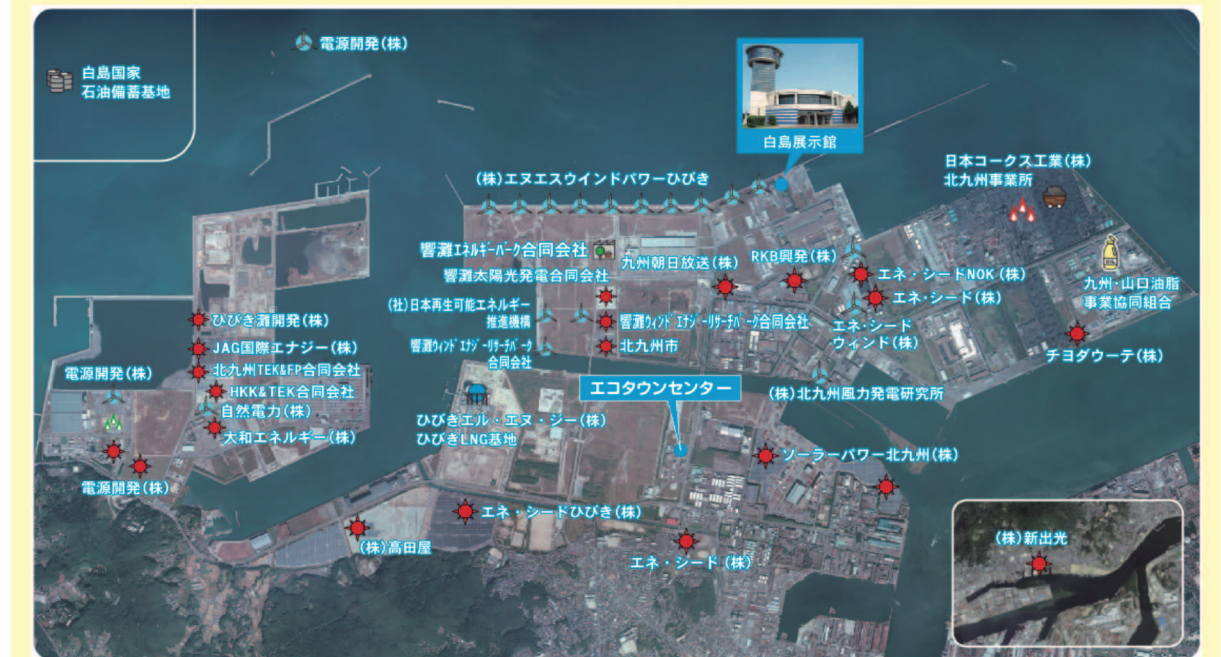 電源開発(株)
白島国家
石油備蓄基地
白島展示館
(株)エヌエスウインドパワーひびき
日本コークス工業(株)
北九州事業所
響灘エネルギーパーク合同会社
九州朝日放送(株)
RKB興発(株)
響灘太陽光発電合同会社
エネ・シードNOK(株)
エネ・シード(株)
九州・山口油脂
事業協同組合
(社)日本再生可能エネルギー
推進機構
響灘ウィンドエナジーリサーチパーク合同会社
エネ・シード
ウィンド(株)
ひびき灘開発(株)
響灘ウィンドエナジーリサーチパーク
合同会社
北九州市
チヨダウーテ(株)
JAG国際エナジー(株)
電源開発(株)
北九州TEK&FP合同会社
HKK&TEK合同会社
エコタウンセンター
(株)北九州風力発電研究所
自然電力(株)
ひびきエル・エヌ・ジー(株)
ひびきLNG基地
大和エネルギー(株)
ソーラーパワー北九州(株)
電源開発(株)
エネ・シードひびき(株)
(株)高田屋
エネ・シード(株)
(株)新出光